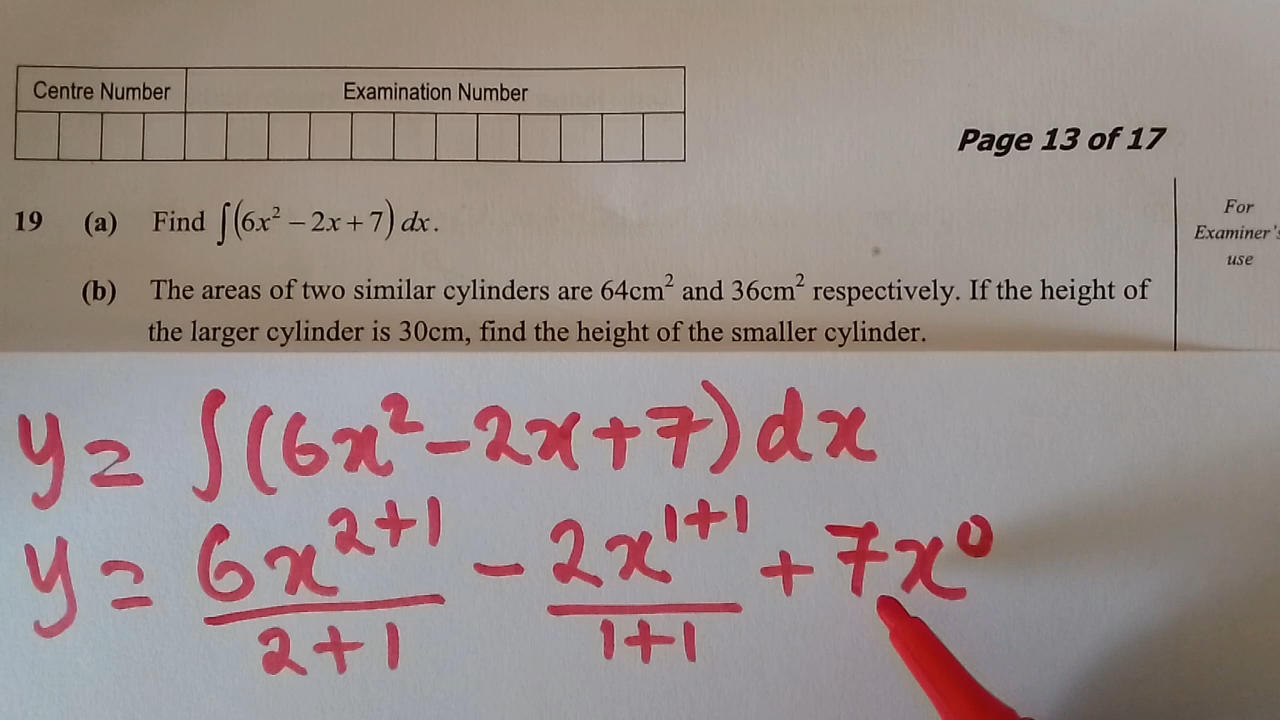 Centre Number Examination Number
Page 13 of 17
For
Examiner's
use
19 (a) Find ∫(6x² − 2x + 7) dx.
(b) The areas of two similar cylinders are 64cm² and 36cm² respectively. If the height of
the larger cylinder is 30cm, find the height of the smaller cylinder.
y = ∫(6x² − 2x + 7) dx
y = 6x²⁺¹/2+1 − 2x¹⁺¹/1+1 + 7x⁰